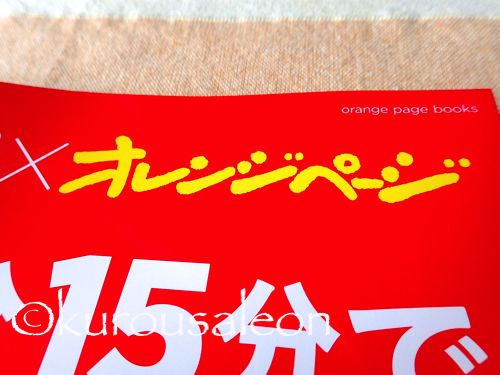 orange page books
×オレンジページ
15分で
©kurousaleon